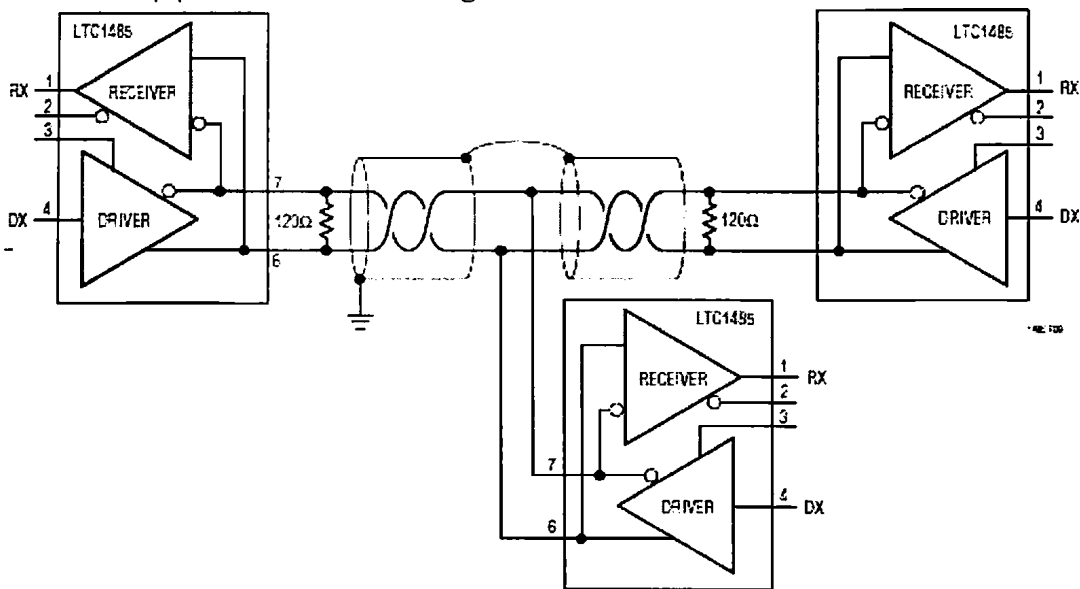 LTC1485
RX
1
RECEIVER
2
3
DX
4
DRIVER
7
6
120Ω
120Ω
LTC1485
RECEIVER
1
RX
2
3
DRIVER
4
DX
LTC1485
RECEIVER
1
RX
2
3
7
6
DRIVER
4
DX